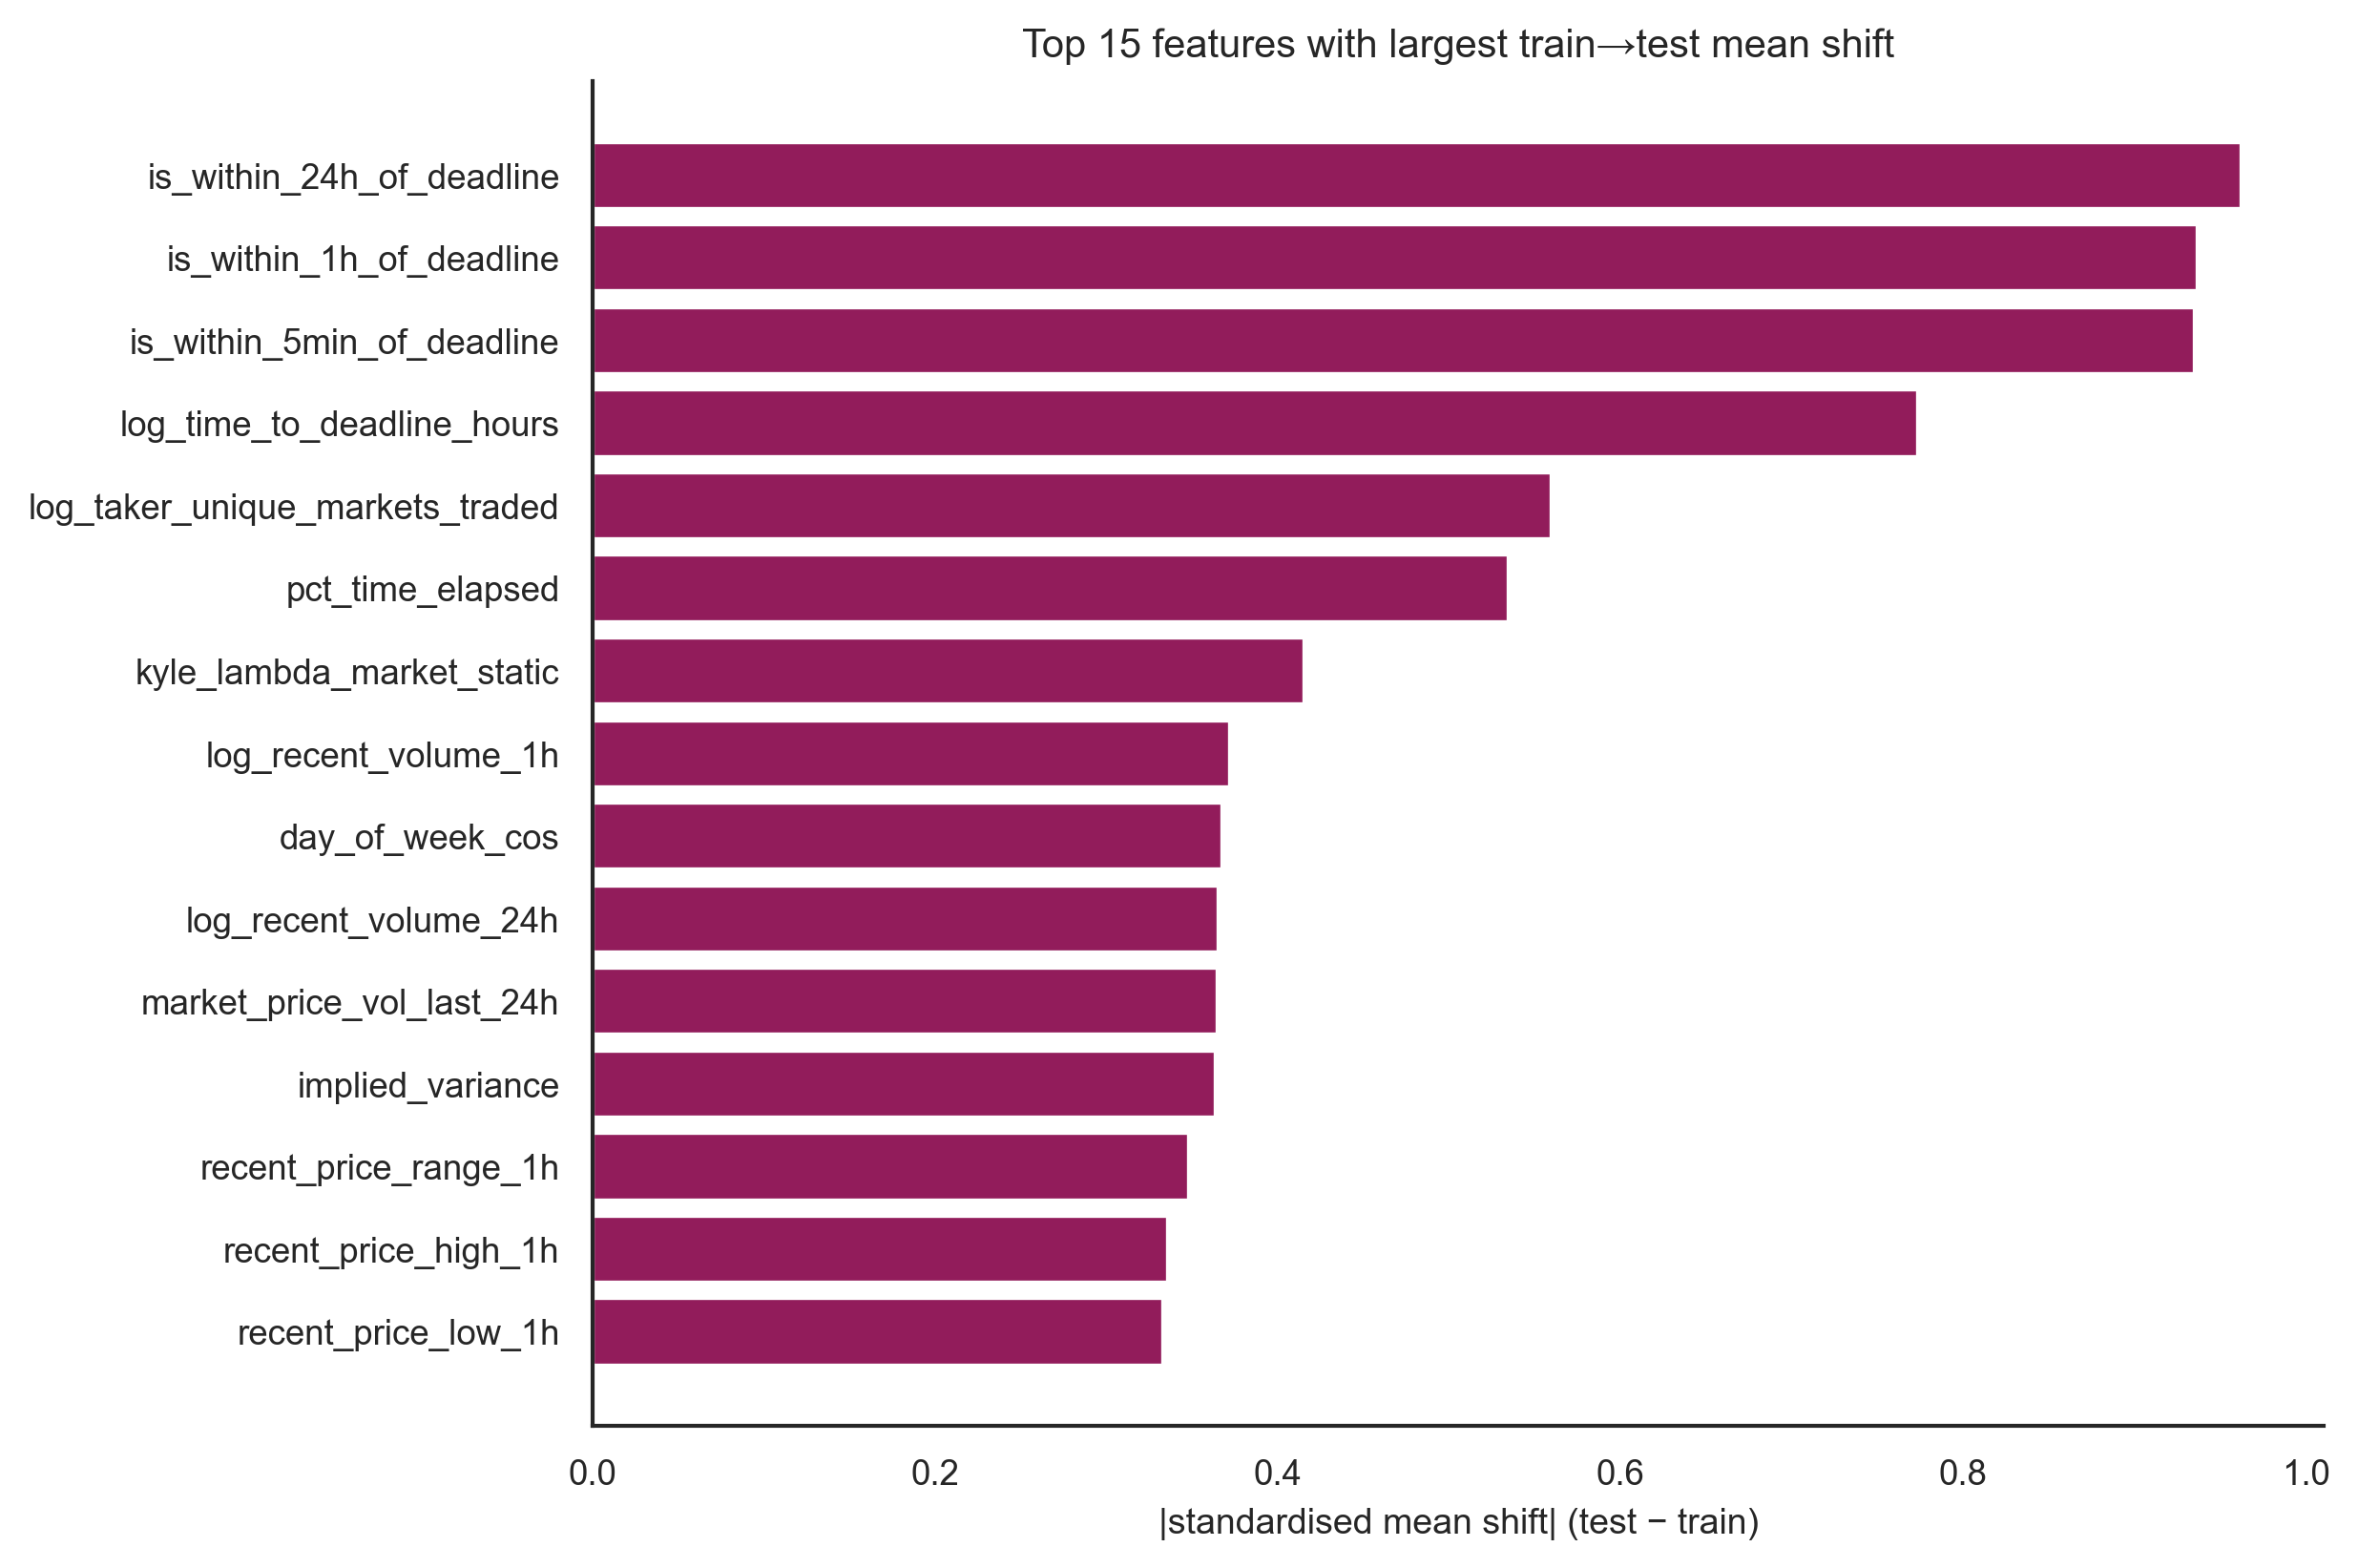 Top 15 features with largest train→test mean shift
is_within_24h_of_deadline
is_within_1h_of_deadline
is_within_5min_of_deadline
log_time_to_deadline_hours
log_taker_unique_markets_traded
pct_time_elapsed
kyle_lambda_market_static
log_recent_volume_1h
day_of_week_cos
log_recent_volume_24h
market_price_vol_last_24h
implied_variance
recent_price_range_1h
recent_price_high_1h
recent_price_low_1h
0.0 0.2 0.4 0.6 0.8 1.0
|standardised mean shift| (test − train)